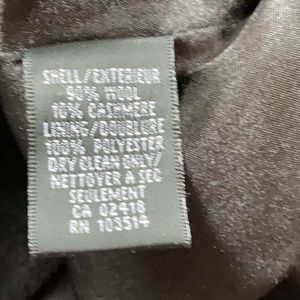 SHELL/EXTERIEUR
90% WOOL
10% CASHMERE
LINING/DOUBLURE
100% POLYESTER
DRY CLEAN ONLY/
NETTOYER A SEC
SEULEMENT
CA 02418
RN 103514